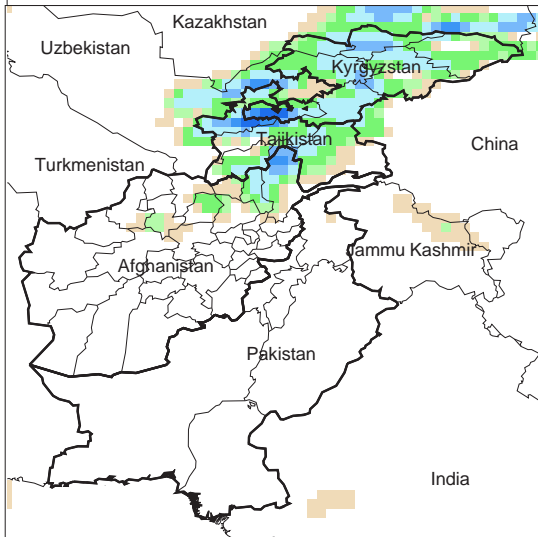 Kazakhstan
Uzbekistan
Kyrgyzstan
Tajikistan
China
Turkmenistan
Jammu Kashmir
Afghanistan
Pakistan
India